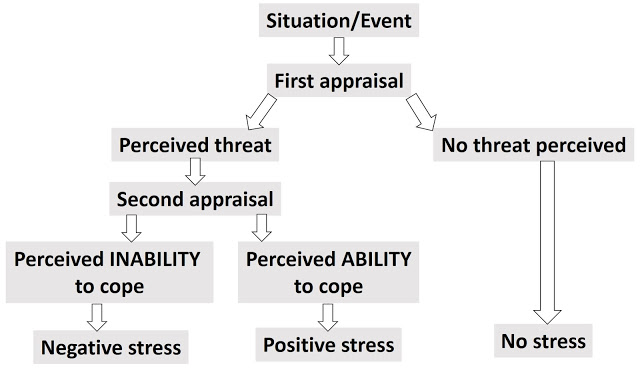 Situation/Event
First appraisal
Perceived threat
No threat perceived
Second appraisal
Perceived INABILITY
to cope
Perceived ABILITY
to cope
Negative stress
Positive stress
No stress